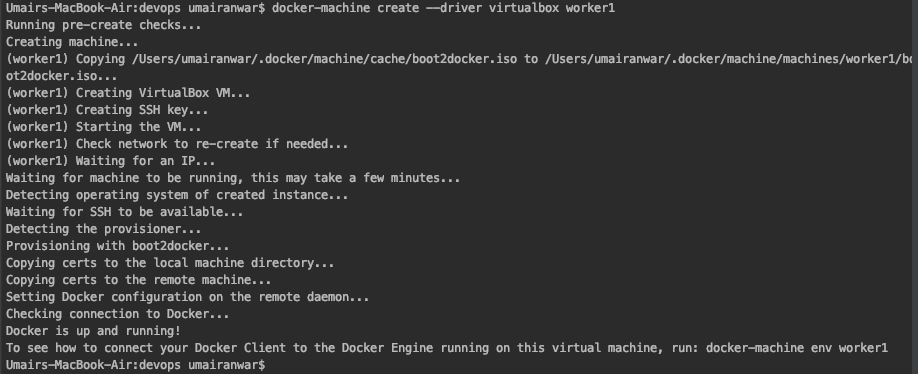 Umairs-MacBook-Air:devops umairanwar$ docker-machine create --driver virtualbox worker1
Running pre-create checks...
Creating machine...
(worker1) Copying /Users/umairanwar/.docker/machine/cache/boot2docker.iso to /Users/umairanwar/.docker/machine/machines/worker1/bo
ot2docker.iso...
(worker1) Creating VirtualBox VM...
(worker1) Creating SSH key...
(worker1) Starting the VM...
(worker1) Check network to re-create if needed...
(worker1) Waiting for an IP...
Waiting for machine to be running, this may take a few minutes...
Detecting operating system of created instance...
Waiting for SSH to be available...
Detecting the provisioner...
Provisioning with boot2docker...
Copying certs to the local machine directory...
Copying certs to the remote machine...
Setting Docker configuration on the remote daemon...
Checking connection to Docker...
Docker is up and running!
To see how to connect your Docker Client to the Docker Engine running on this virtual machine, run: docker-machine env worker1
Umairs-MacBook-Air:devops umairanwar$